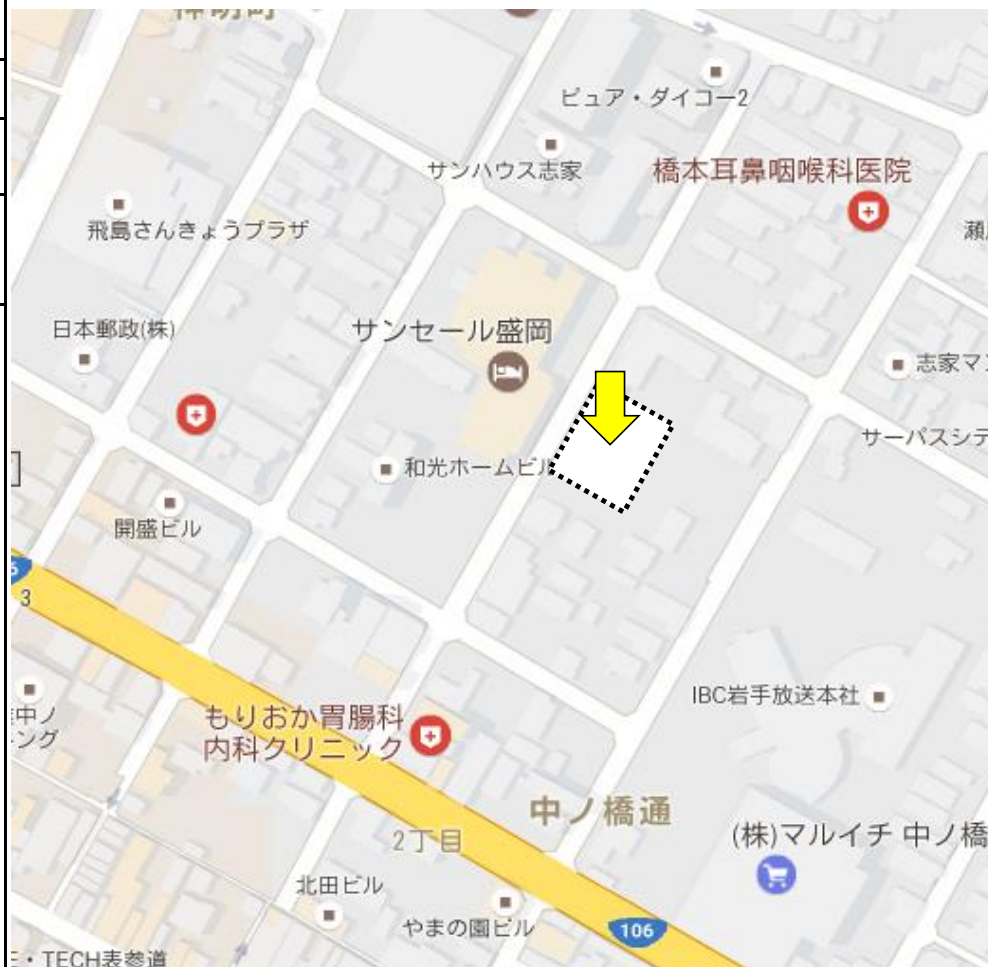 ピュア・ダイコー2
サンハウス志家
橋本耳鼻咽喉科医院
飛島さんきょうプラザ
日本郵政(株)
サンセール盛岡
志家マン
和光ホームビル
サーパスシテ
開盛ビル
3
IBC岩手放送本社
もりおか胃腸科
内科クリニック
中ノ
ング
中ノ橋通
2丁目
(株)マルイチ 中ノ橋
北田ビル
やまの園ビル
106
・TECH表参道